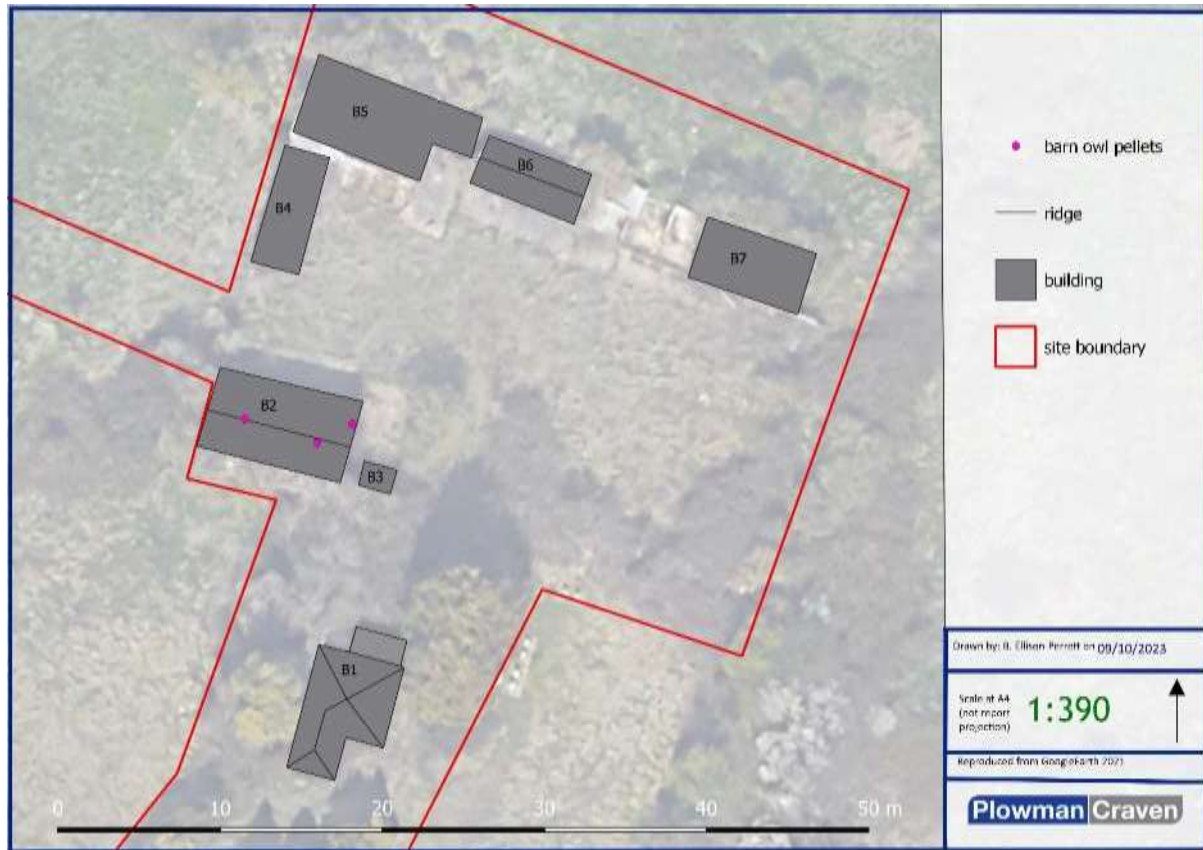 B5
B6
B4
B7
B2
B3
B1
0 10 20 30 40 50 m
barn owl pellets
ridge
building
site boundary
Drawn by: B. Ellison Perrett on 09/10/2023
Scale at A4
(not report
projection)
1:390
Reproduced from GoogleEarth 2021
Plowman Craven